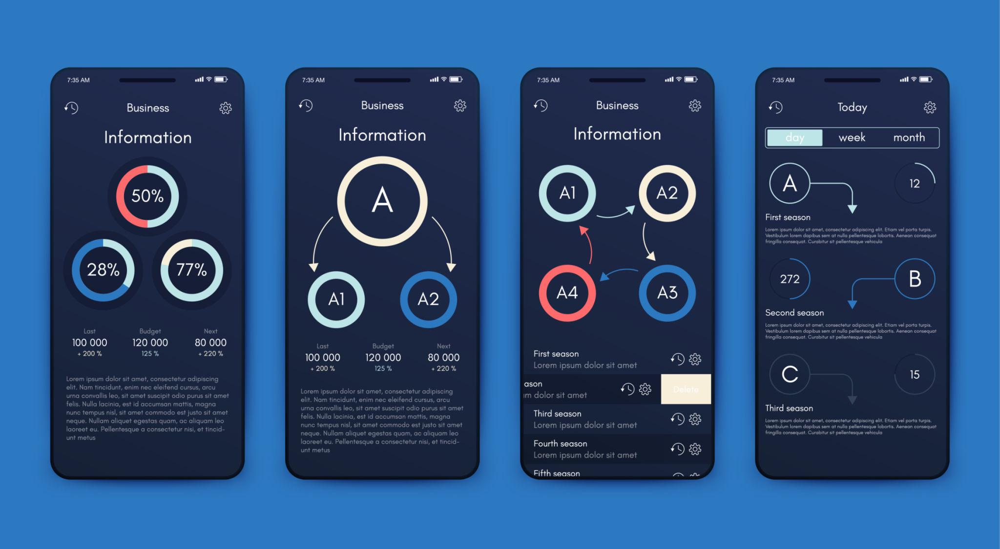 7:35 AM
Business
Information
50%
28%
77%
Last
Budget
Next
100 000
120 000
80 000
+ 200 %
125 %
+ 220 %
Lorem ipsum dolor sit amet, consectetur adipiscing
elit. Nam tincidunt, enim nec eleifend cursus, arcu
urna convallis leo, sit amet suscipit odio purus sit amet
felis. Nulla lacinia, est id accumsan mattis, magna
nunc tempus nisl, sit amet commodo est justo sit amet
neque. Nullam aliquet egestas quam, ac aliquam leo
laoreet eu. Pellentesque a consectetur nisi, et tincid-
unt metus
7:35 AM
Business
Information
A
A1
A2
Last
Budget
Next
100 000
120 000
80 000
+ 200 %
125 %
+ 220 %
Lorem ipsum dolor sit amet, consectetur adipiscing
elit. Nam tincidunt, enim nec eleifend cursus, arcu
urna convallis leo, sit amet suscipit odio purus sit amet
felis. Nulla lacinia, est id accumsan mattis, magna
nunc tempus nisl, sit amet commodo est justo sit amet
neque. Nullam aliquet egestas quam, ac aliquam leo
laoreet eu. Pellentesque a consectetur nisi, et tincid-
unt metus
7:35 AM
Business
Information
A1
A2
A4
A3
First season
Lorem ipsum dolor sit amet
ason
m dolor sit amet
Delete
Third season
Lorem ipsum dolor sit amet
Fourth season
Lorem ipsum dolor sit amet
Fifth season
7:35 AM
Today
day
week
month
A
12
First season
Lorem ipsum dolor sit amet, consectetur adipiscing elit. Etiam vel porta turpis.
Vestibulum lorem dapibus sem at nulla pellentesque lobortis. Aenean consequat
fringilla consequat. Curabitur sit pellentesque vehicula
272
B
Second season
Lorem ipsum dolor sit amet, consectetur adipiscing elit. Etiam vel porta turpis.
Vestibulum lorem dapibus sem at nulla pellentesque lobortis. Aenean consequat
fringilla consequat. Curabitur sit pellentesque vehicula
C
15
Third season
Lorem ipsum dolor sit amet, consectetur adipiscing elit. Etiam vel porta turpis.
Vestibulum lorem dapibus sem at nulla pellentesque lobortis. Aenean consequat
fringilla consequat. Curabitur sit pellentesque vehicula